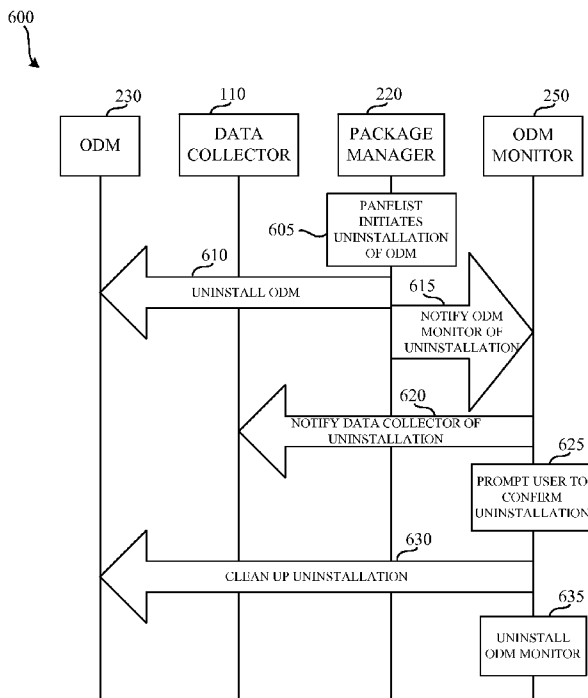 600
230
110
220
250
ODM
DATA
COLLECTOR
PACKAGE
MANAGER
ODM
MONITOR
605
PANELIST
INITIATES
UNINSTALLATION
OF ODM
610
UNINSTALL ODM
615
NOTIFY ODM
MONITOR OF
UNINSTALLATION
620
NOTIFY DATA COLLECTOR OF
UNINSTALLATION
625
PROMPT USER TO
CONFIRM
UNINSTALLATION
630
CLEAN UP UNINSTALLATION
635
UNINSTALL
ODM MONITOR